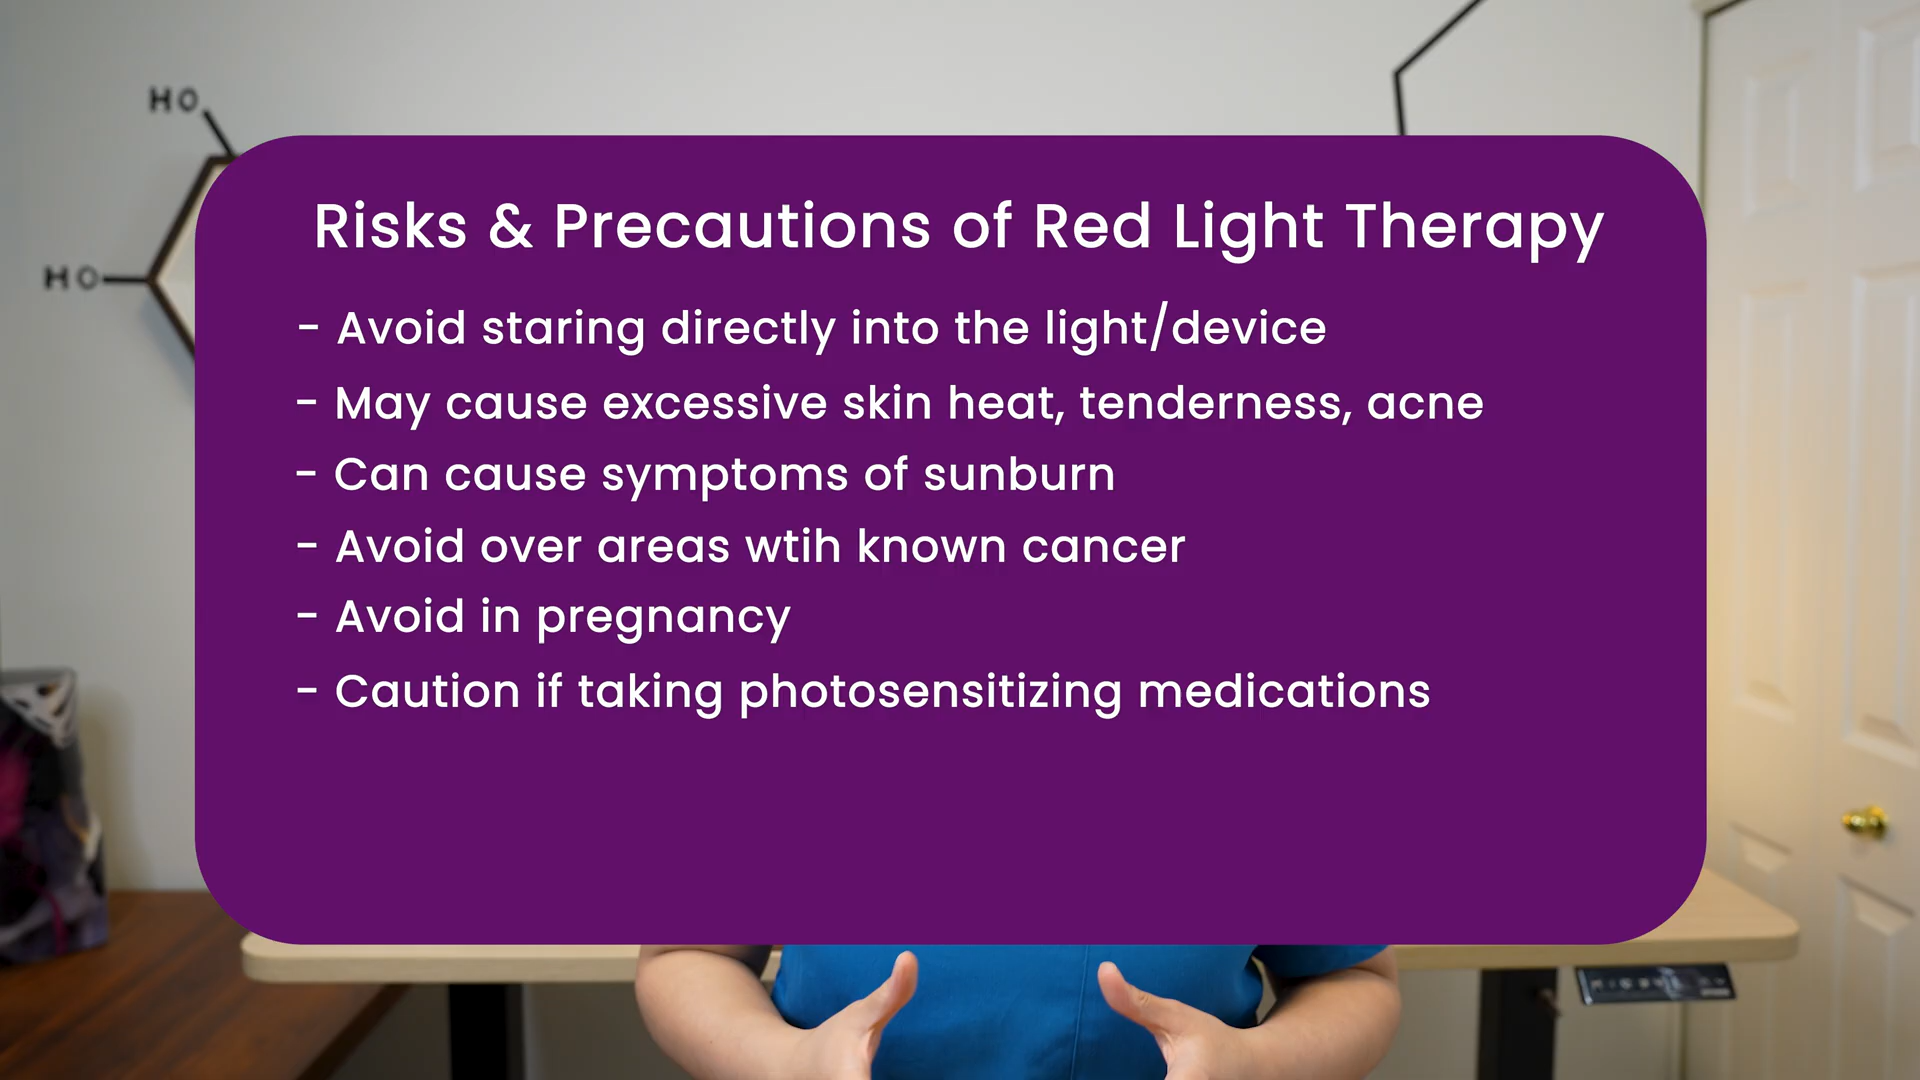 HO
HO
Risks & Precautions of Red Light Therapy
- Avoid staring directly into the light/device
- May cause excessive skin heat, tenderness, acne
- Can cause symptoms of sunburn
- Avoid over areas wtih known cancer
- Avoid in pregnancy
- Caution if taking photosensitizing medications